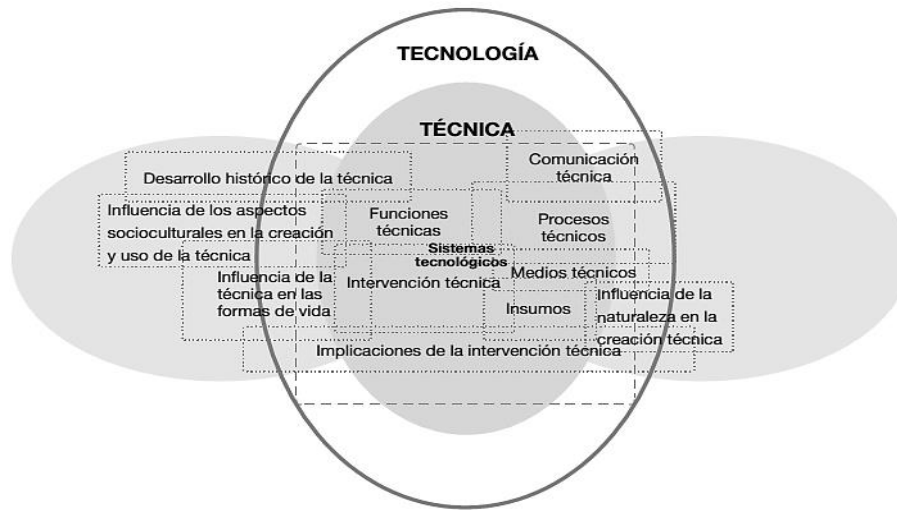 TECNOLOGÍA
TÉCNICA
Comunicación
técnica
Desarrollo histórico de la técnica
Influencia de los aspectos
socioculturales en la creación
y uso de la técnica
Funciones
técnicas
Procesos
técnicos
Sistemas
tecnológicos
Influencia de la
técnica en las
formas de vida
Intervención técnica
Medios técnicos
Insumos
Influencia de la
naturaleza en la
creación técnica
Implicaciones de la intervención técnica